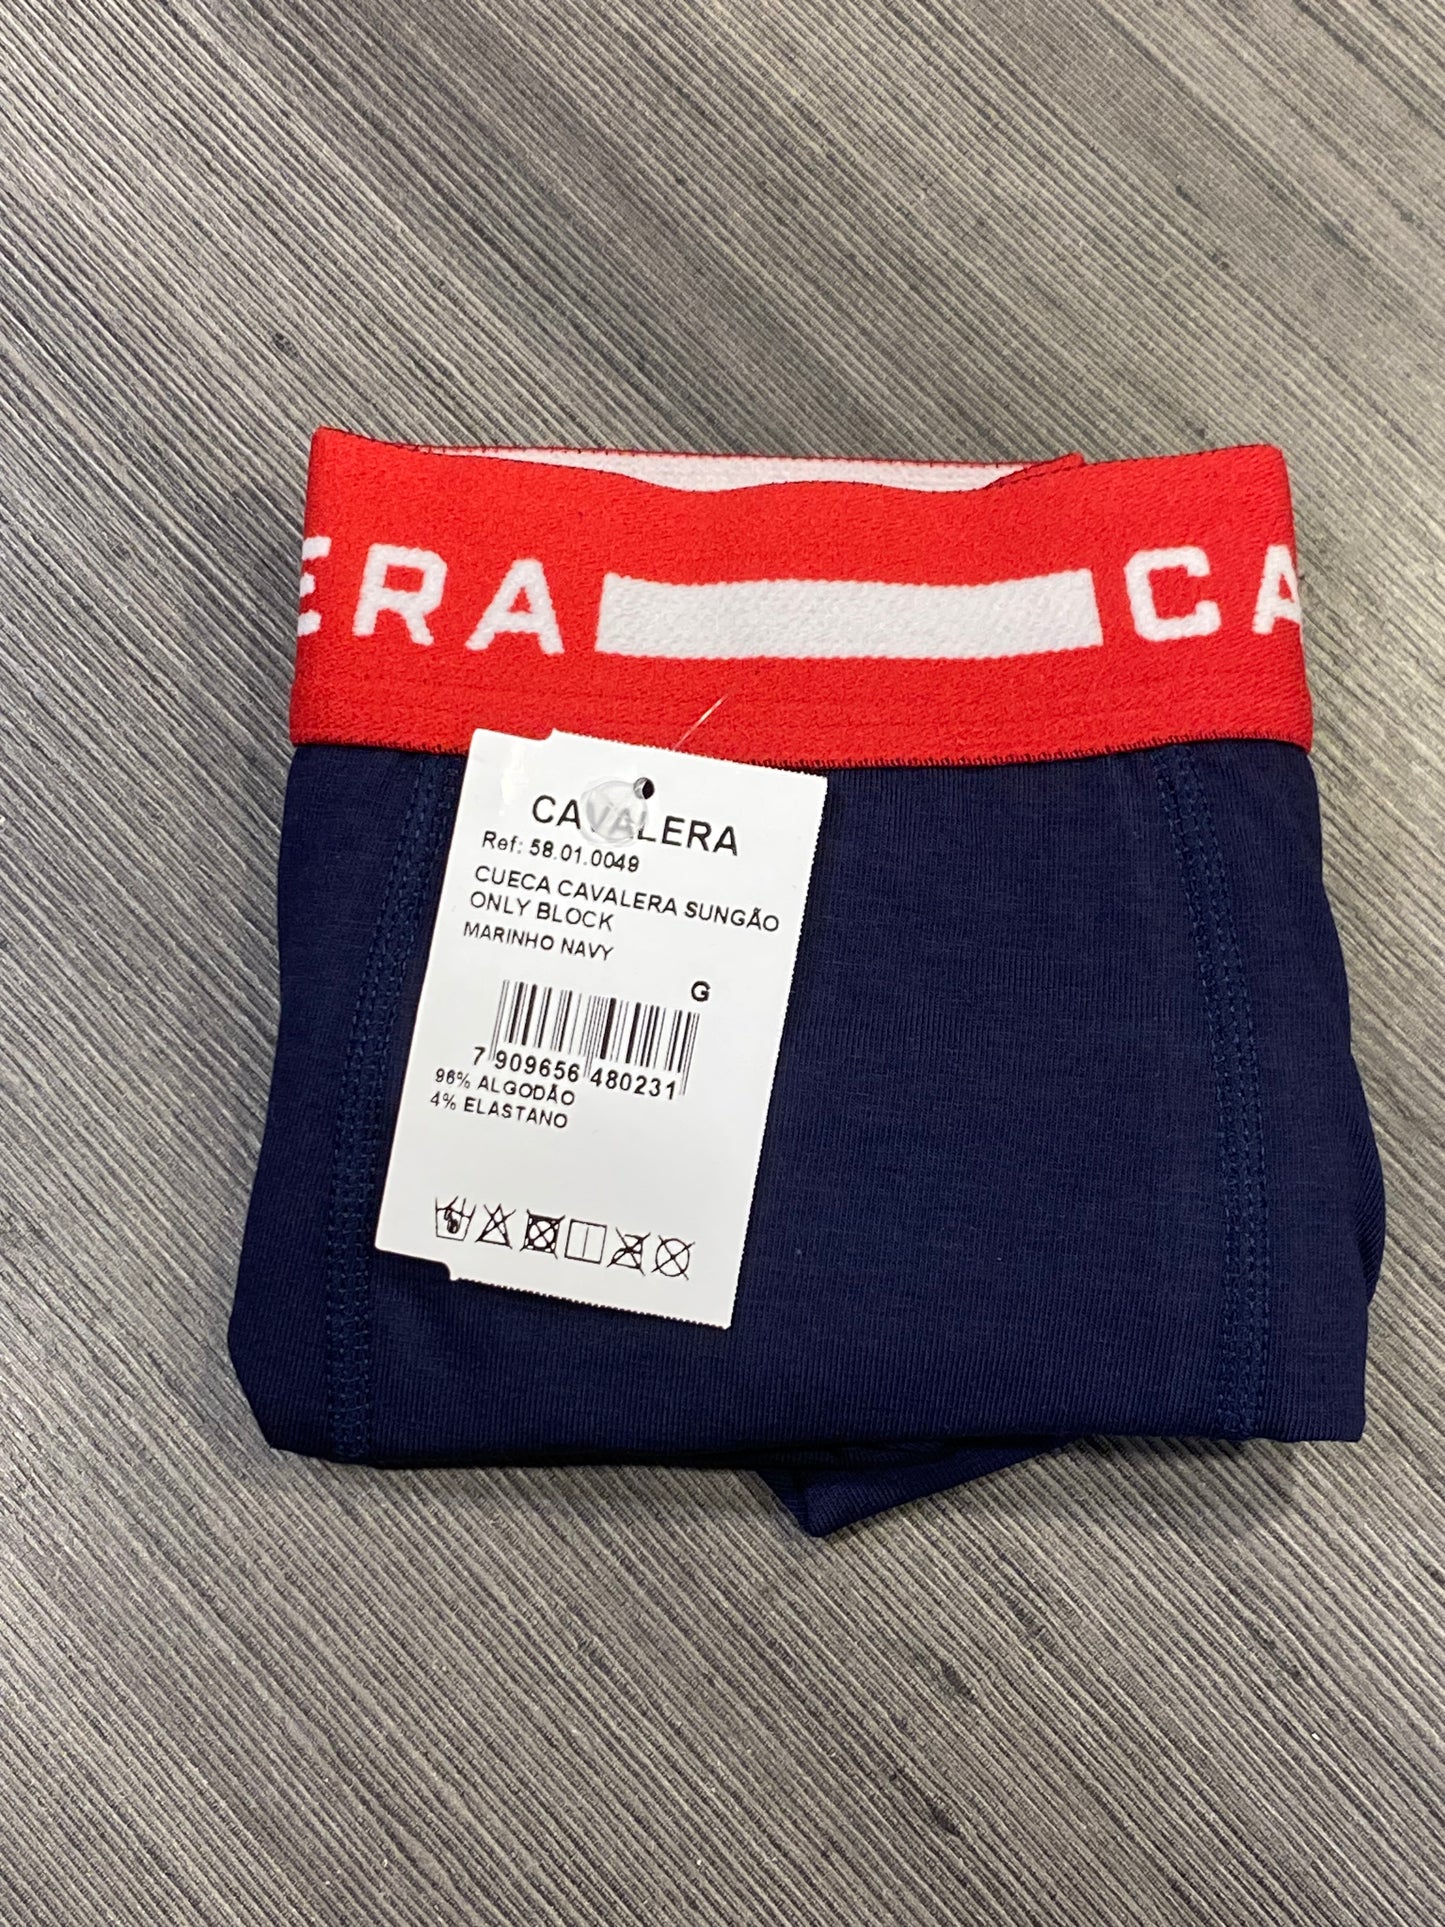 ERA CA
CAVALERA
Ref: 58.01.0049
CUECA CAVALERA SUNGÃO
ONLY BLOCK
MARINHO NAVY
G
7 909656 480231
96% ALGODÃO
4% ELASTANO